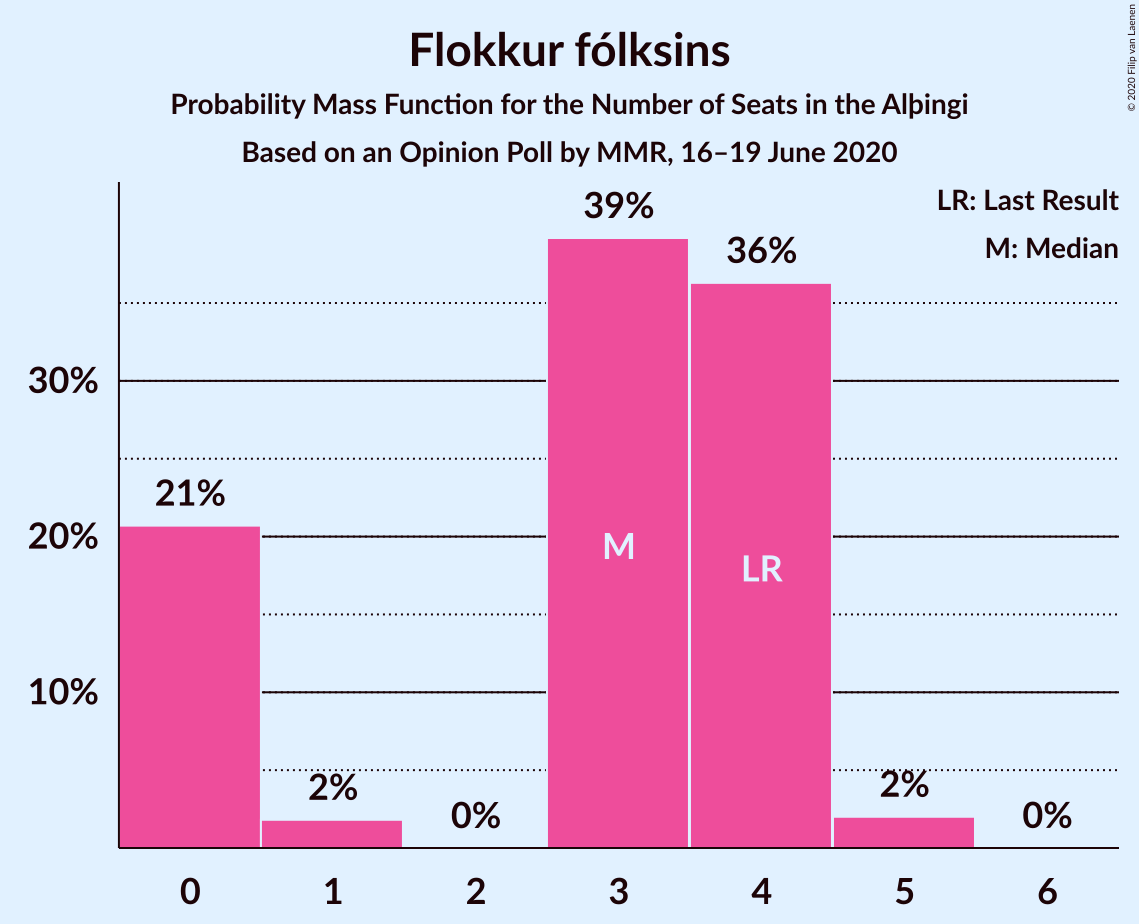 Flokkur fólksins
Probability Mass Function for the Number of Seats in the Alþingi
Based on an Opinion Poll by MMR, 16–19 June 2020
© 2020 Filip van Laenen
LR: Last Result
M: Median
39%
36%
30%
21%
20%
M
LR
10%
2%
0%
2%
0%
0 1 2 3 4 5 6